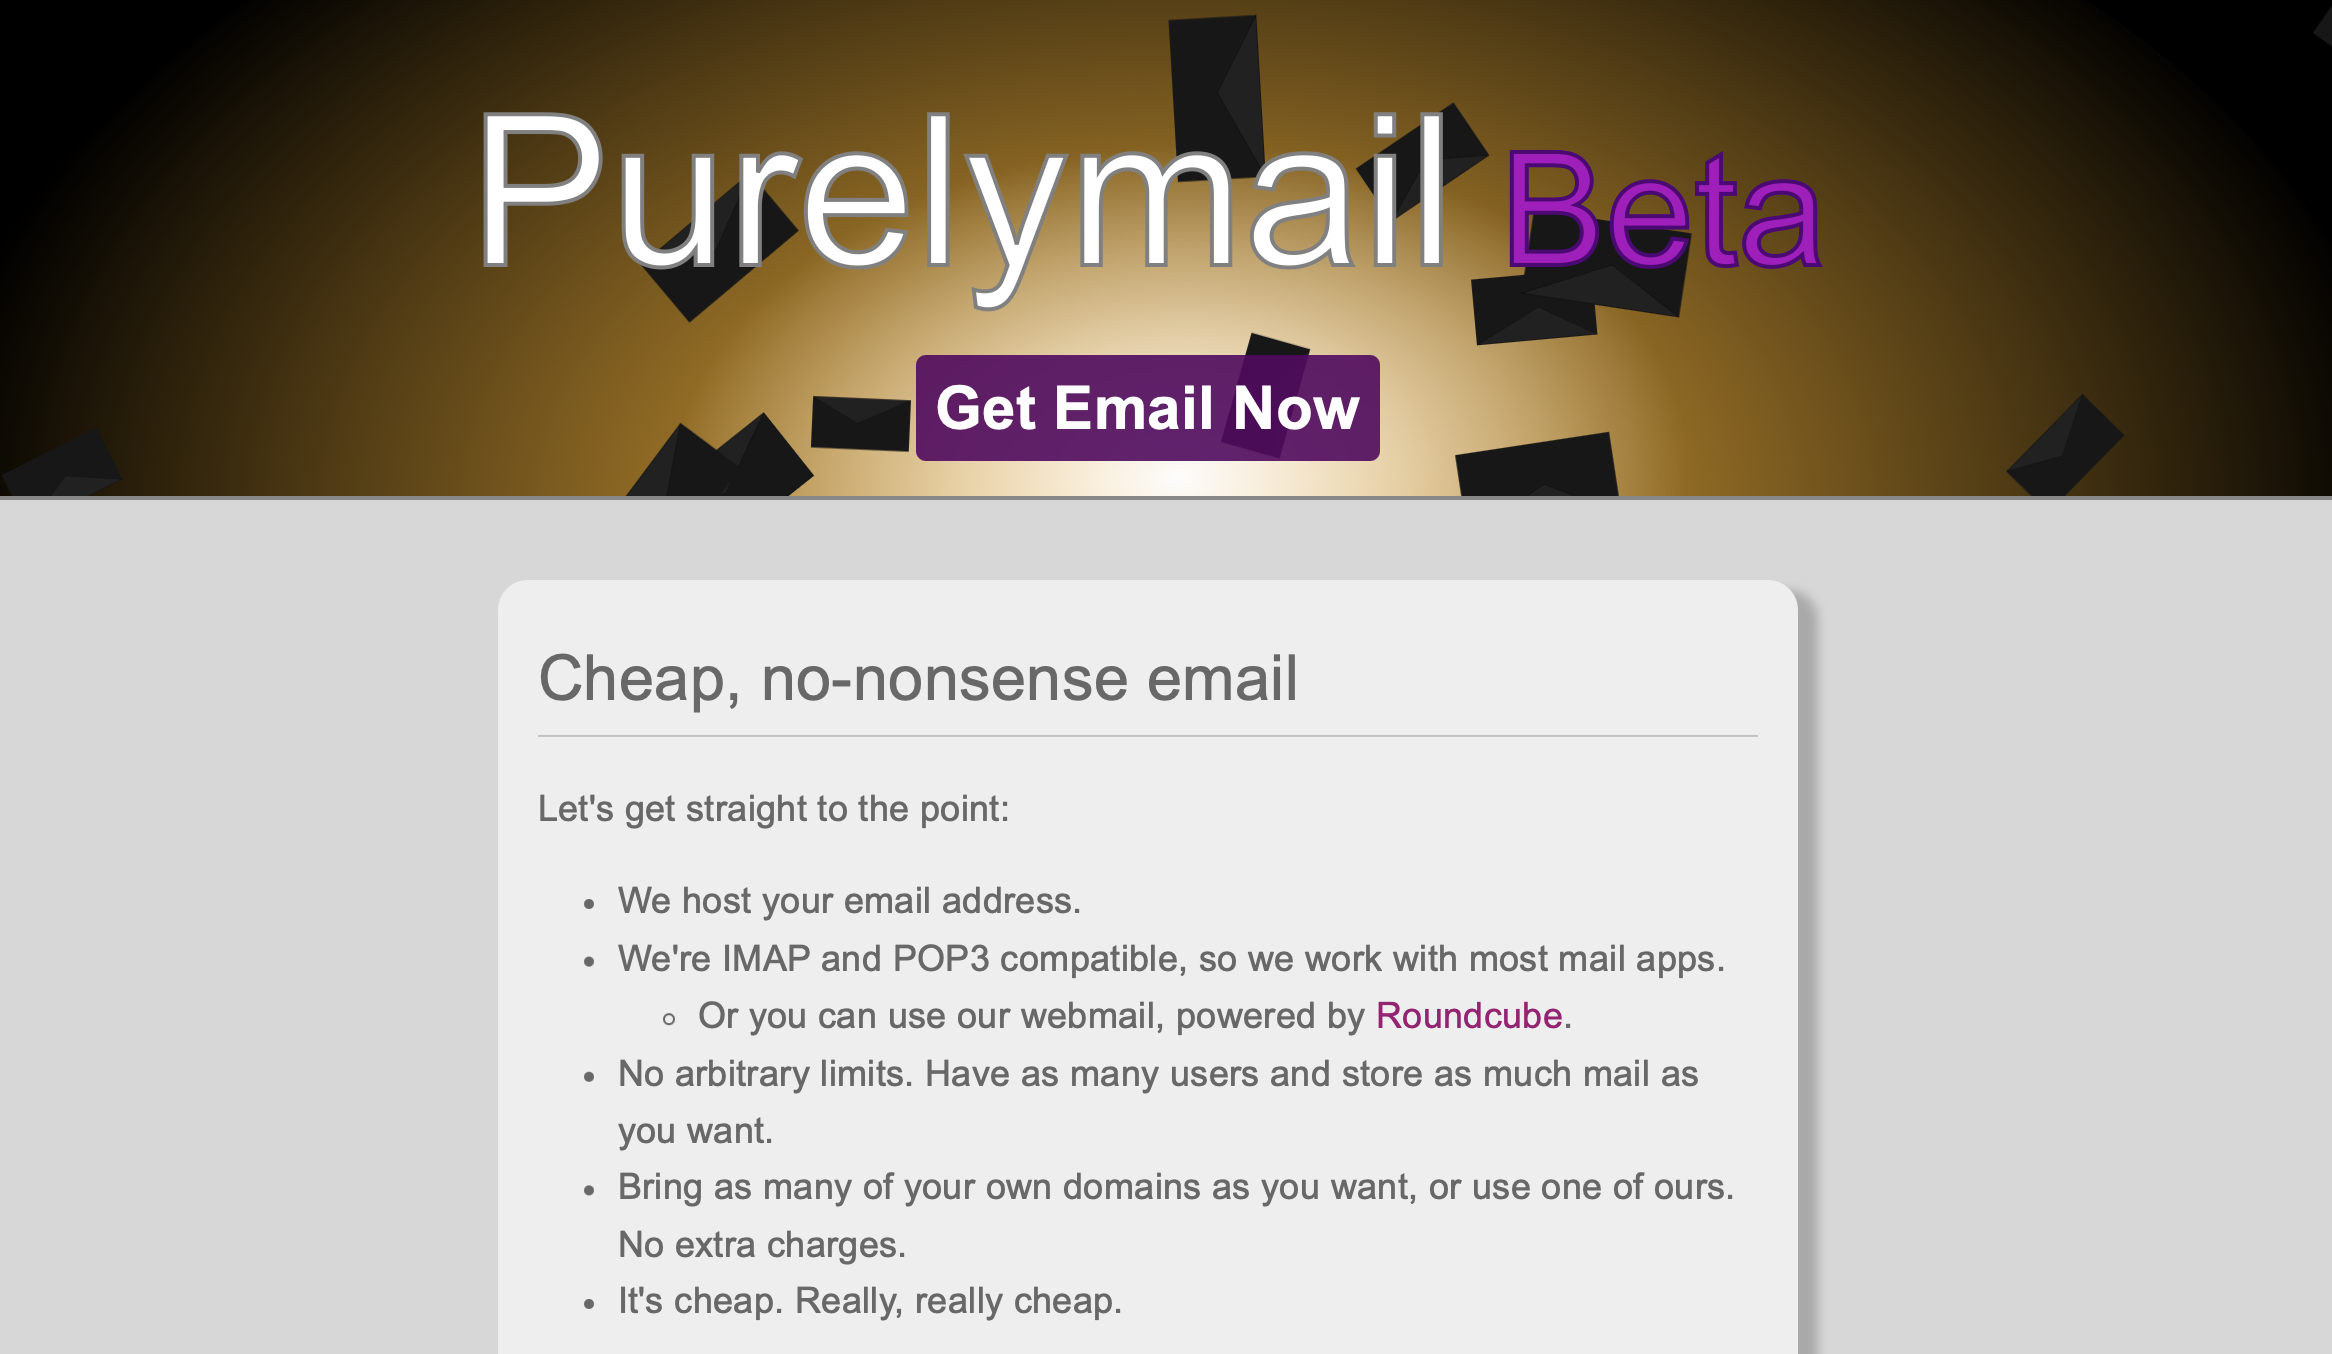 Purelymail Beta
Get Email Now
Cheap, no-nonsense email
Let's get straight to the point:
We host your email address.
We're IMAP and POP3 compatible, so we work with most mail apps.
Or you can use our webmail, powered by Roundcube.
No arbitrary limits. Have as many users and store as much mail as
you want.
Bring as many of your own domains as you want, or use one of ours.
No extra charges.
It's cheap. Really, really cheap.